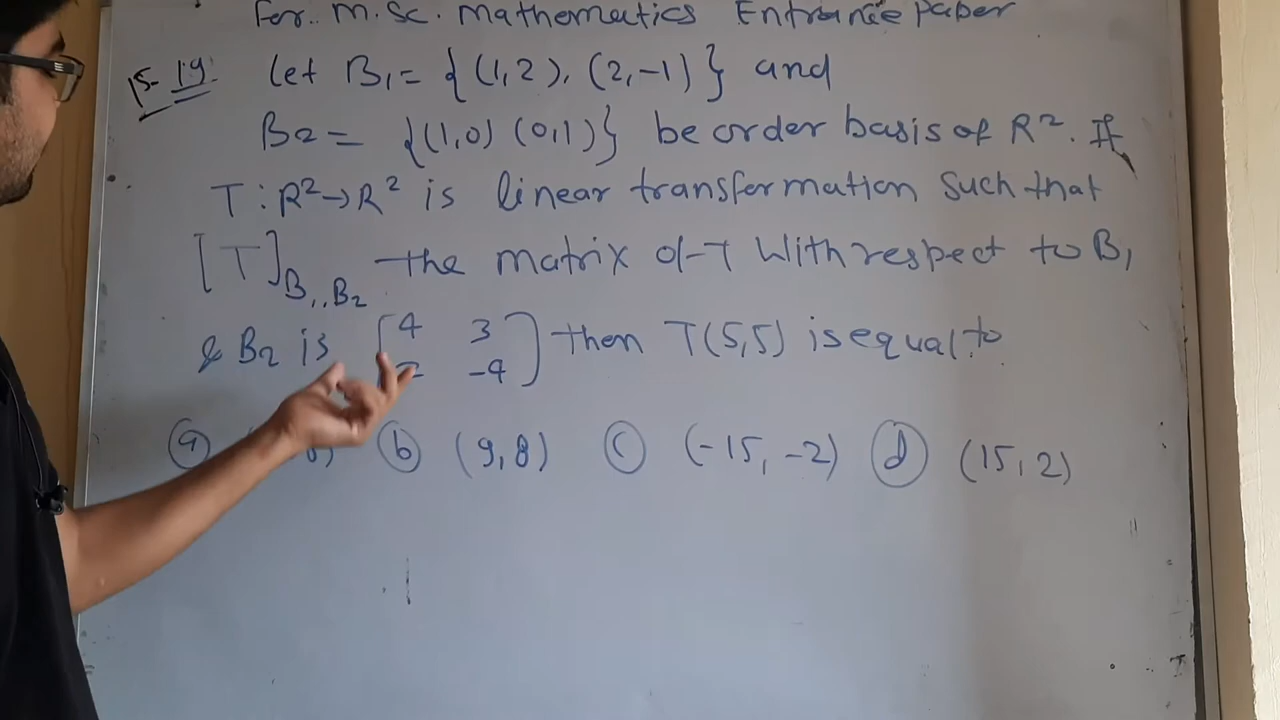 For.. M.Sc. Mathematics Entrance paper
15. 19: let B₁ = {(1,2), (2,-1)} and
B₂ = {(1,0) (0,1)} be order basis of R². If
T: R²→R² is linear transformation such that
[T]B₁,B₂ the matrix of T with respect to B₁
& B₂ is [4 3] then T(5,5) is equal to
-4
(a) (b) (9,8) (c) (-15,-2) (d) (15,2)